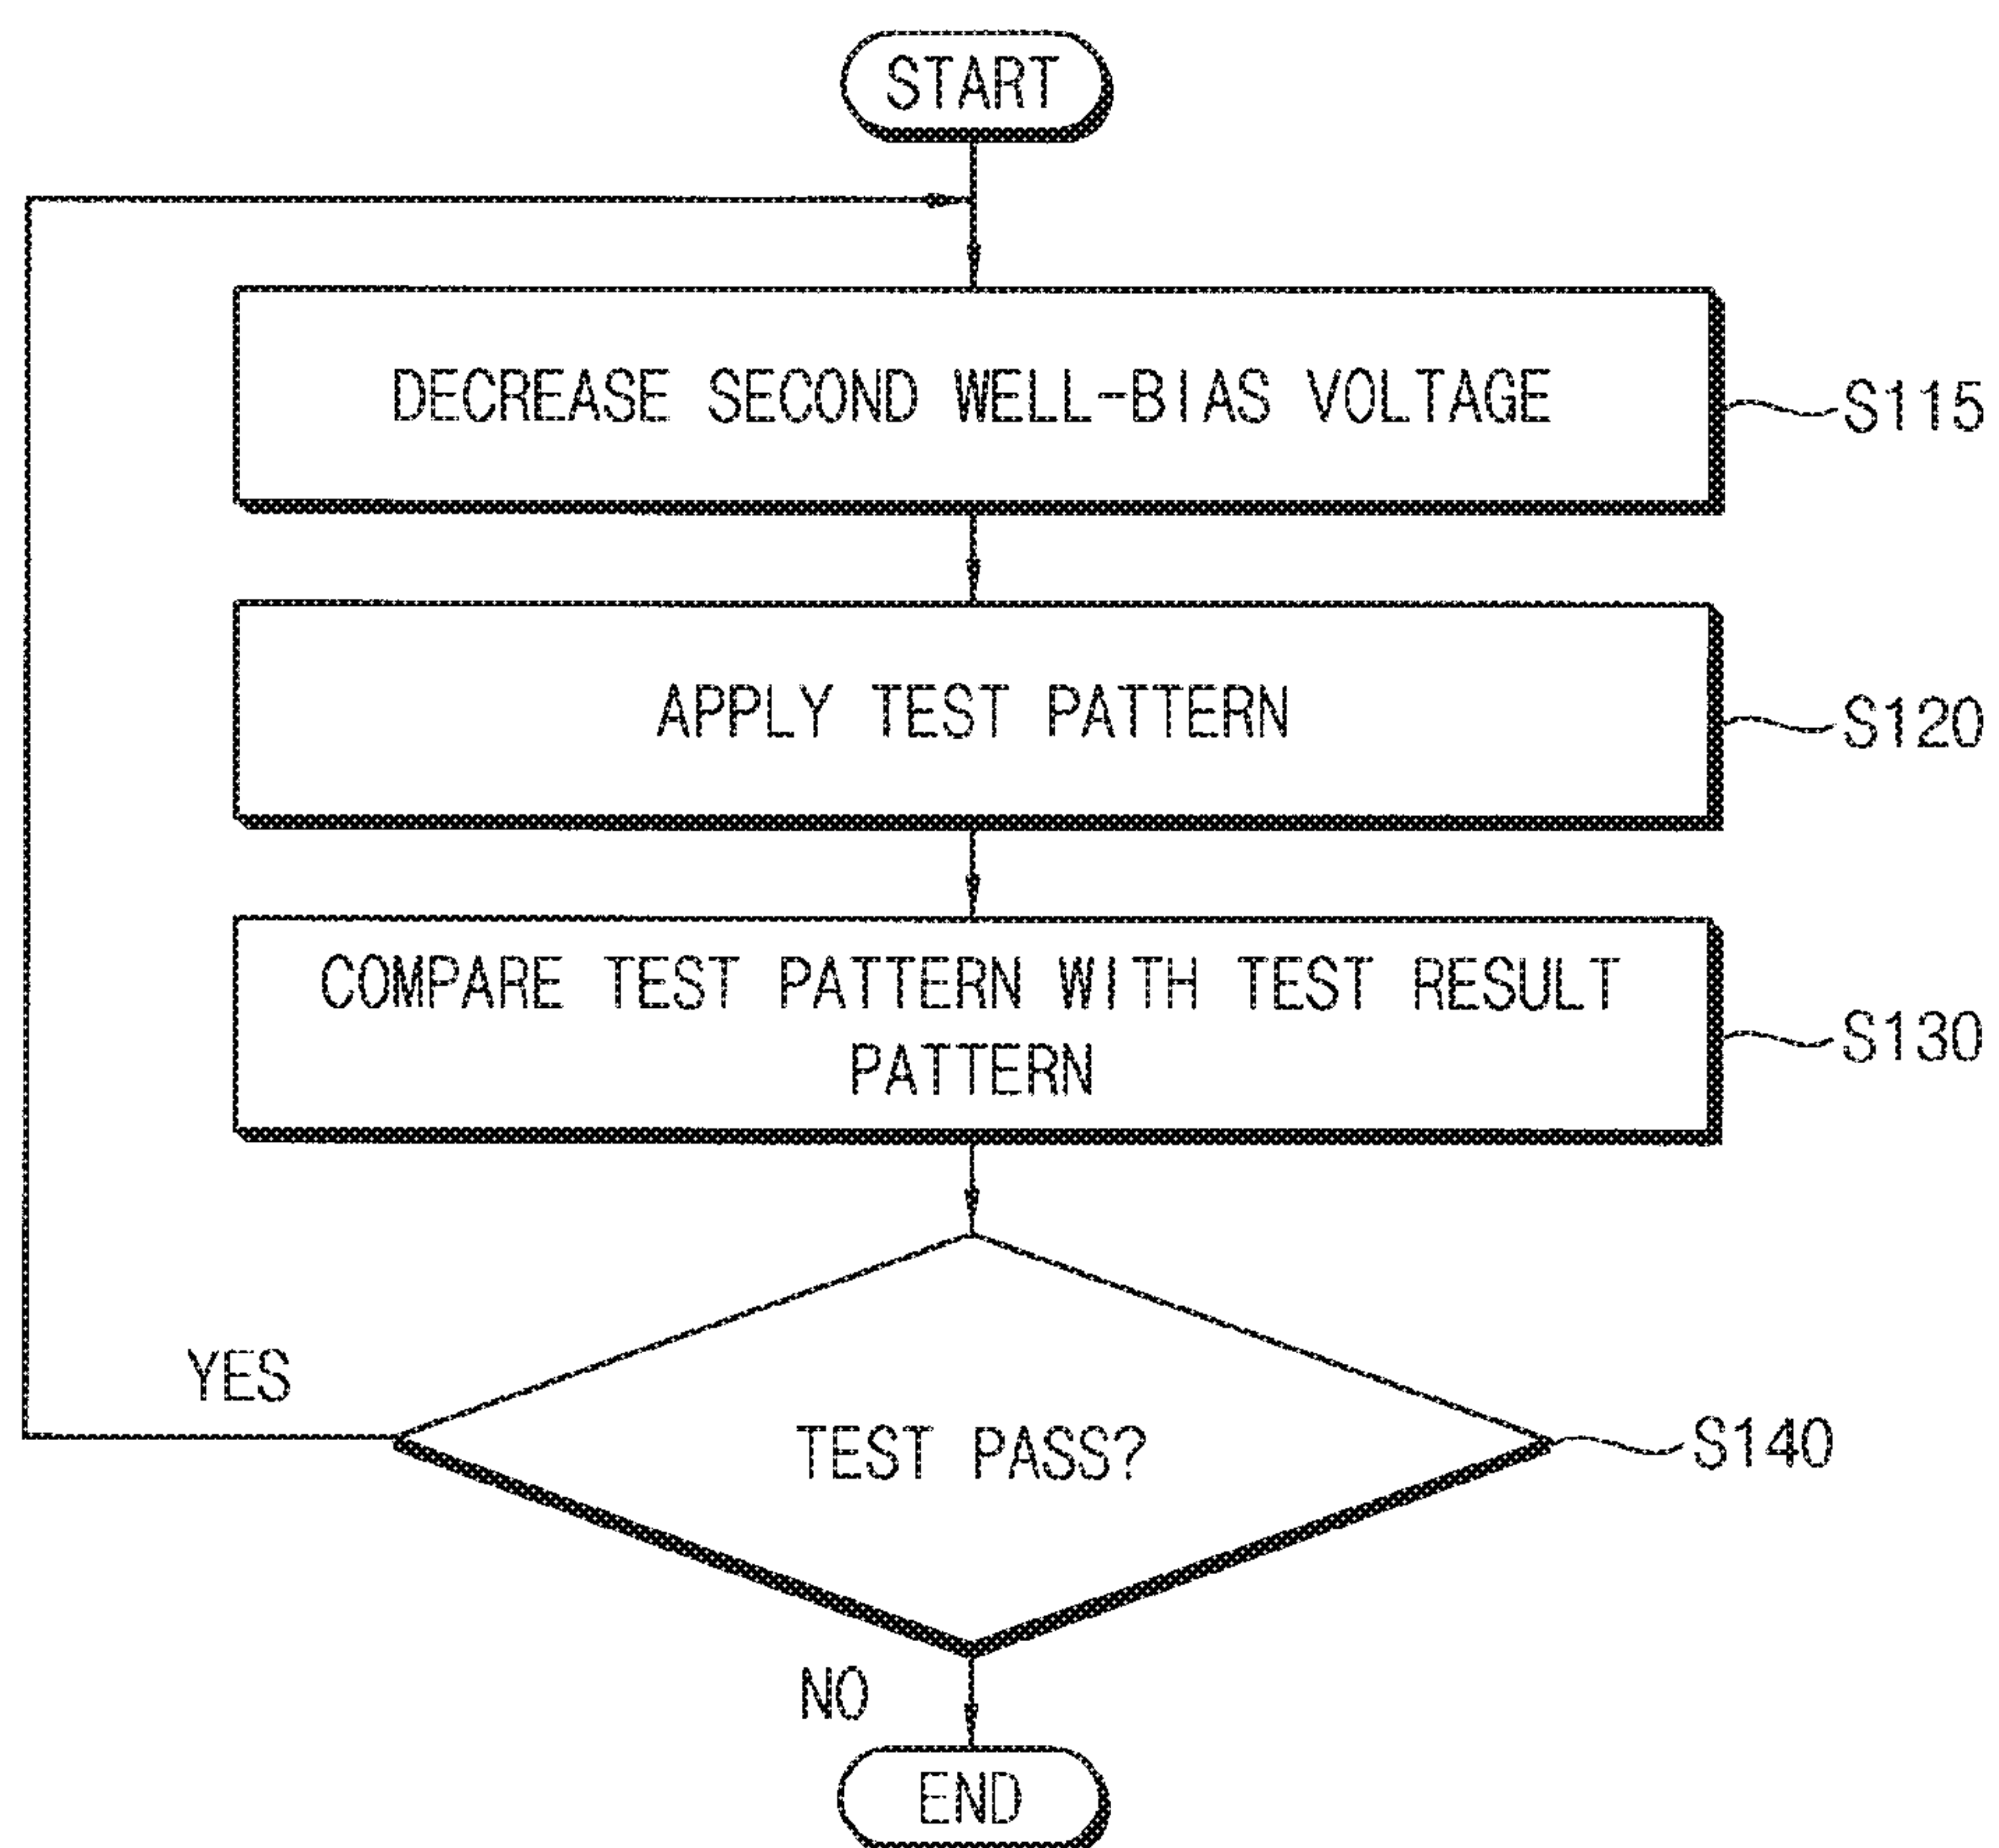 START
DECREASE SECOND WELL-BIAS VOLTAGE
S115
APPLY TEST PATTERN
S120
COMPARE TEST PATTERN WITH TEST RESULT
PATTERN
S130
YES
TEST PASS?
S140
NO
END